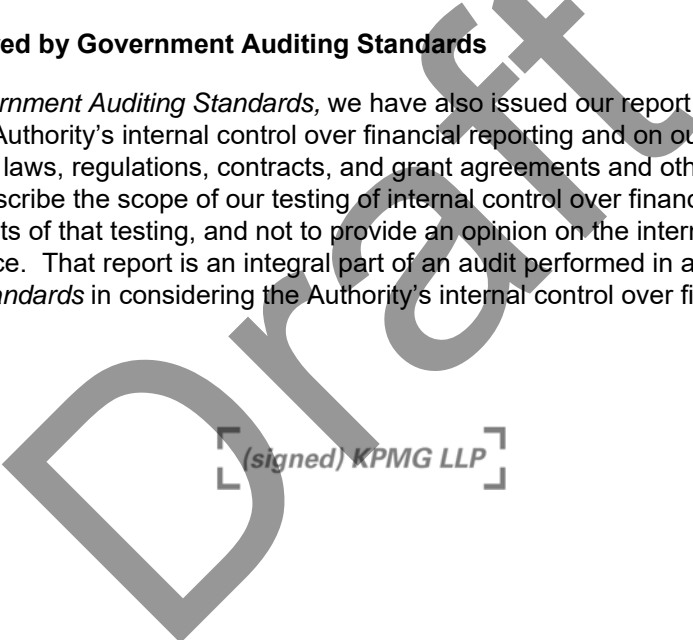 red by Government Auditing Standards
rnment Auditing Standards, we have also issued our report
Authority's internal control over financial reporting and on ou
laws, regulations, contracts, and grant agreements and oth
scribe the scope of our testing of internal control over financ
ts of that testing, and not to provide an opinion on the intern
ce. That report is an integral part of an audit performed in a
andards in considering the Authority's internal control over fi
Draft
(signed) KPMG LLP